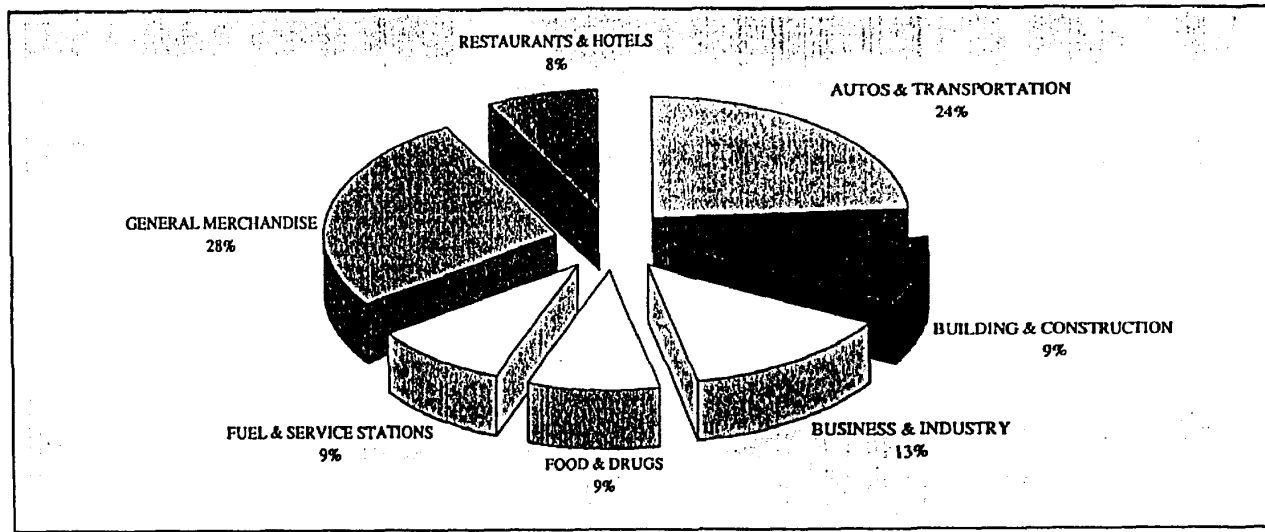 RESTAURANTS & HOTELS
8%
AUTOS & TRANSPORTATION
24%
GENERAL MERCHANDISE
28%
BUILDING & CONSTRUCTION
9%
BUSINESS & INDUSTRY
13%
FUEL & SERVICE STATIONS
9%
FOOD & DRUGS
9%